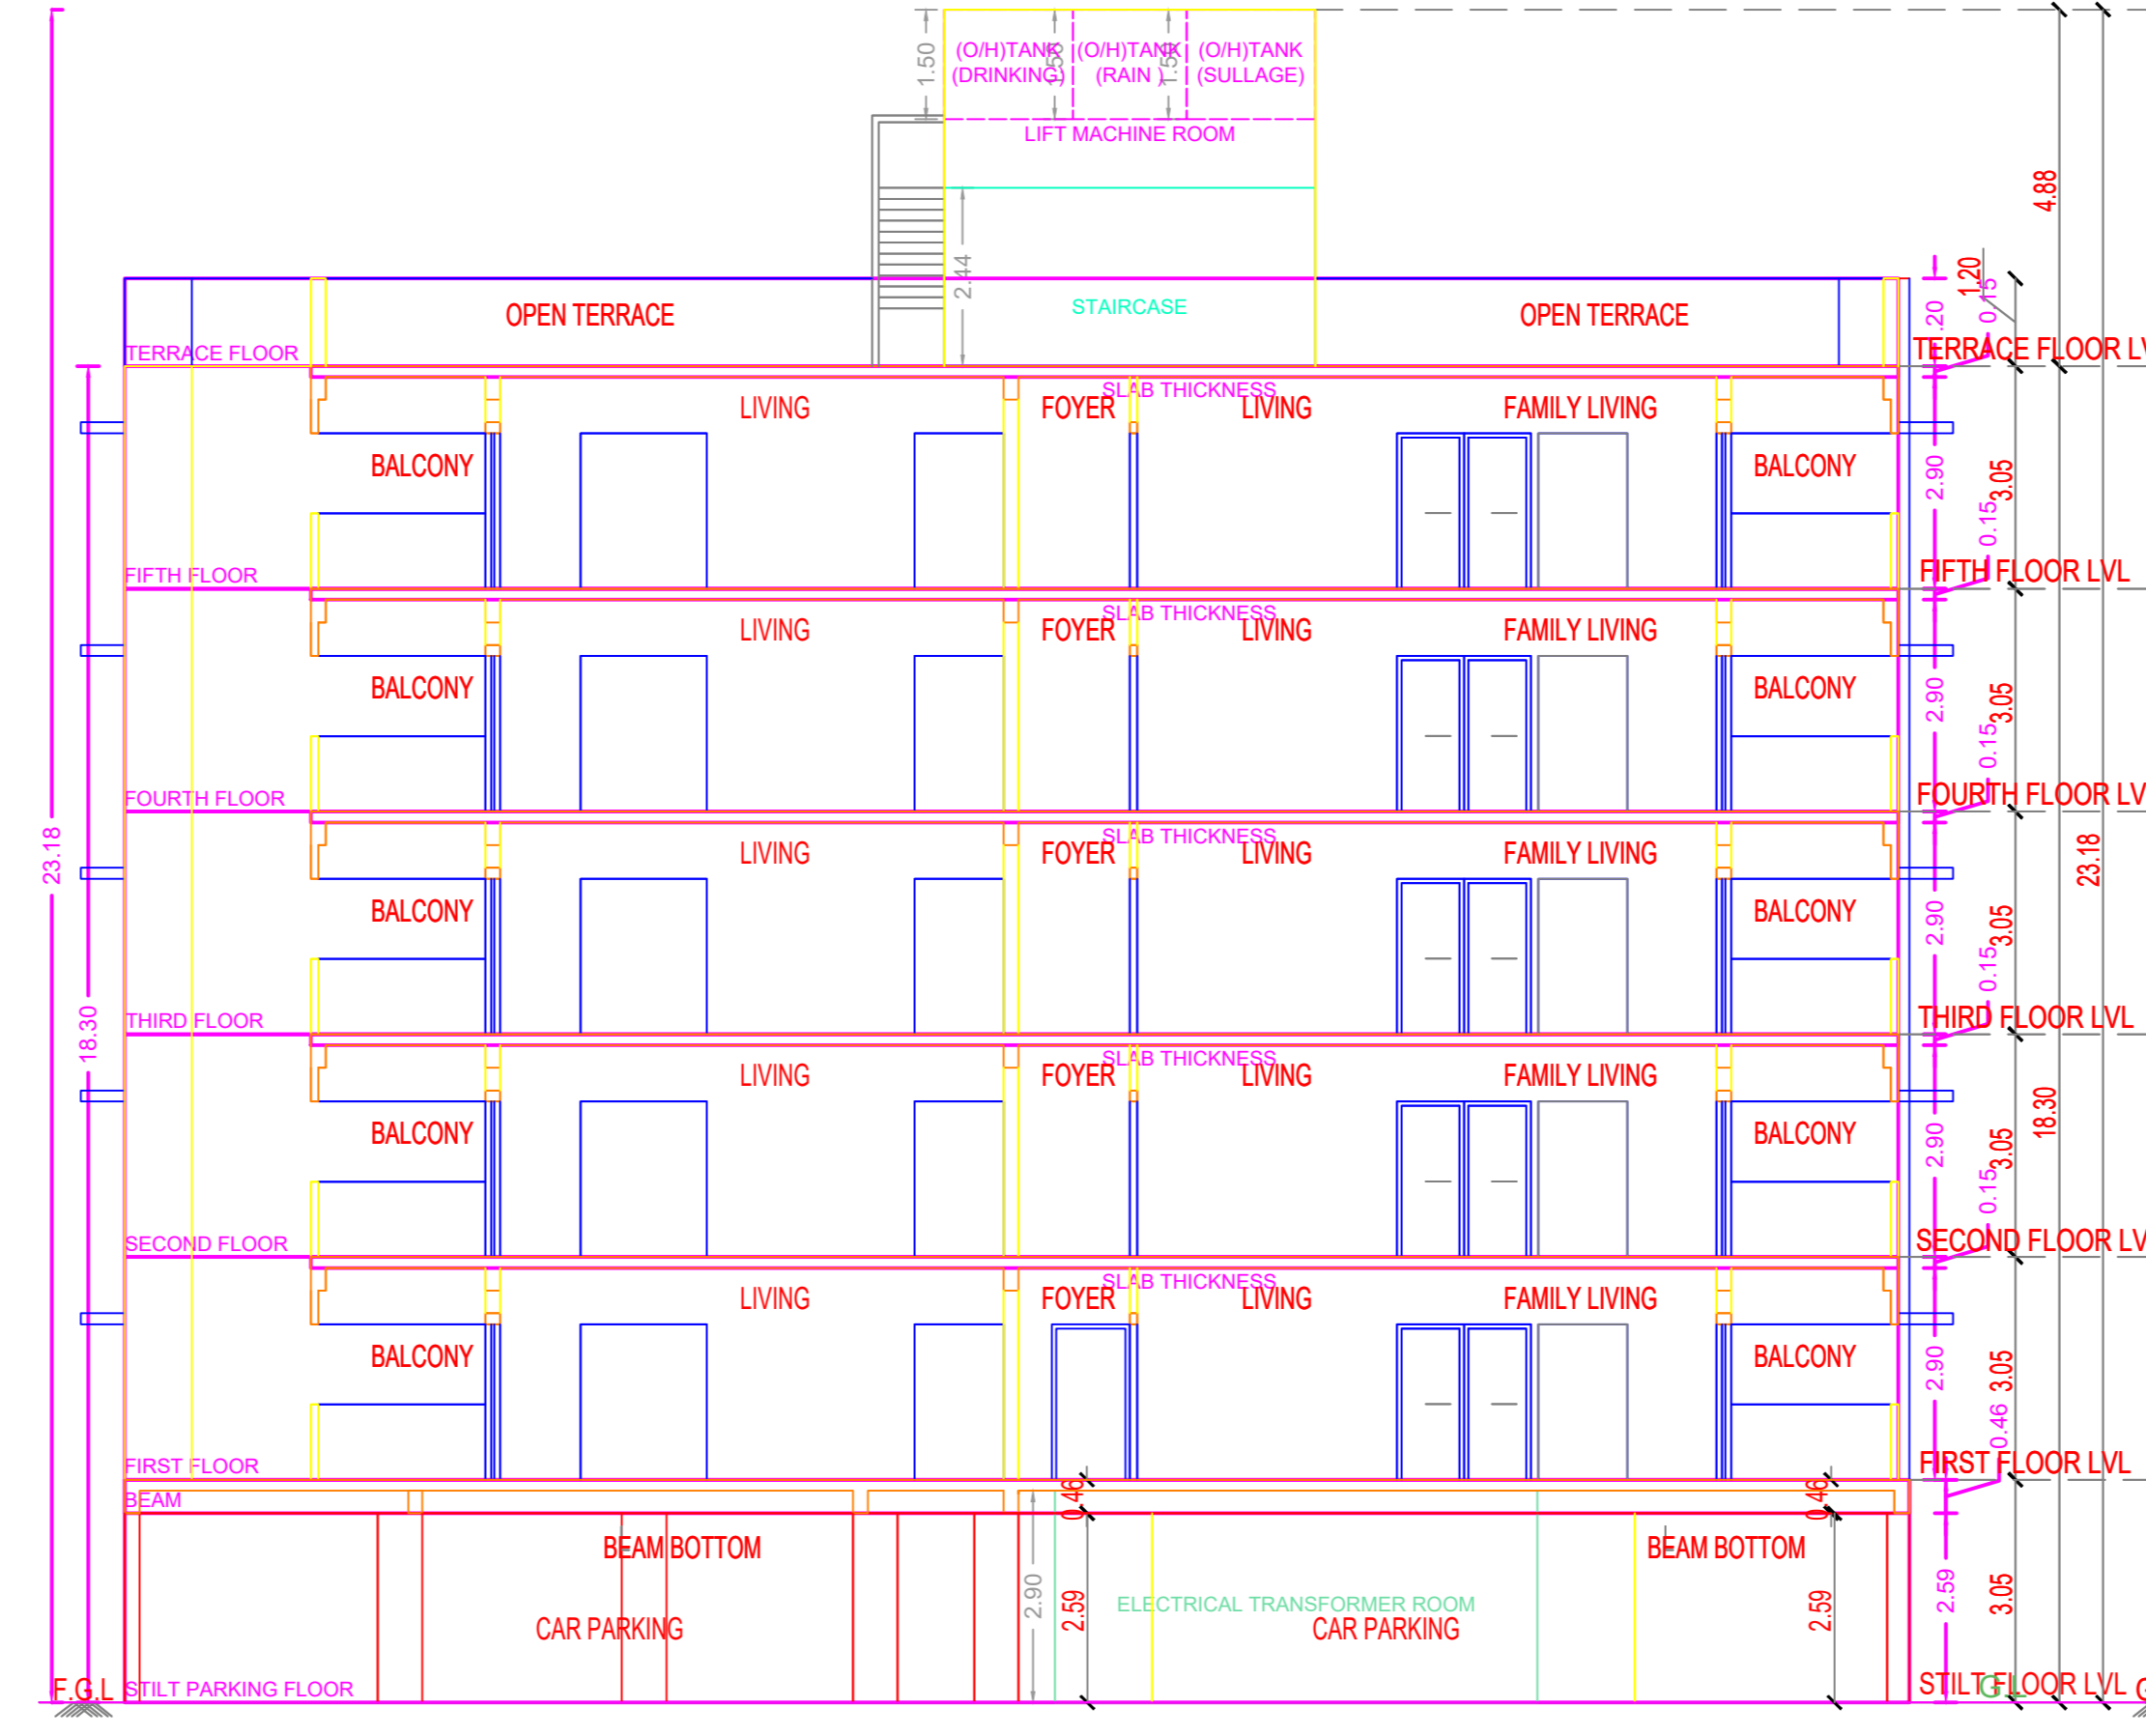 (O/H)TANK (O/H)TANK (O/H)TANK
(DRINKING) (RAIN ) (SULLAGE)
1.50 1.50 1.50
LIFT MACHINE ROOM
4.88
2.44
1.20
.20
0.15
OPEN TERRACE STAIRCASE OPEN TERRACE
TERRACE FLOOR TERRACE FLOOR LV
SLAB THICKNESS
LIVING FOYER LIVING FAMILY LIVING
BALCONY BALCONY
2.90 3.05
0.15
FIFTH FLOOR FIFTH FLOOR LVL
SLAB THICKNESS
LIVING FOYER LIVING FAMILY LIVING
BALCONY BALCONY
2.90 3.05
0.15
FOURTH FLOOR FOURTH FLOOR LV
SLAB THICKNESS
LIVING FOYER LIVING FAMILY LIVING
23.18 23.18
BALCONY BALCONY
2.90 3.05
0.15
THIRD FLOOR THIRD FLOOR LVL
18.30
SLAB THICKNESS
LIVING FOYER LIVING FAMILY LIVING
18.30
BALCONY BALCONY
2.90 3.05
0.15
SECOND FLOOR SECOND FLOOR LV
SLAB THICKNESS
LIVING FOYER LIVING FAMILY LIVING
BALCONY BALCONY
2.90 3.05
0.46
FIRST FLOOR FIRST FLOOR LVL
BEAM 0.46 0.46
BEAM BOTTOM BEAM BOTTOM
2.90 2.59 2.59 2.59 3.05
ELECTRICAL TRANSFORMER ROOM
CAR PARKING CAR PARKING
F.G.L STILT PARKING FLOOR STILT FLOOR LVL G.L G